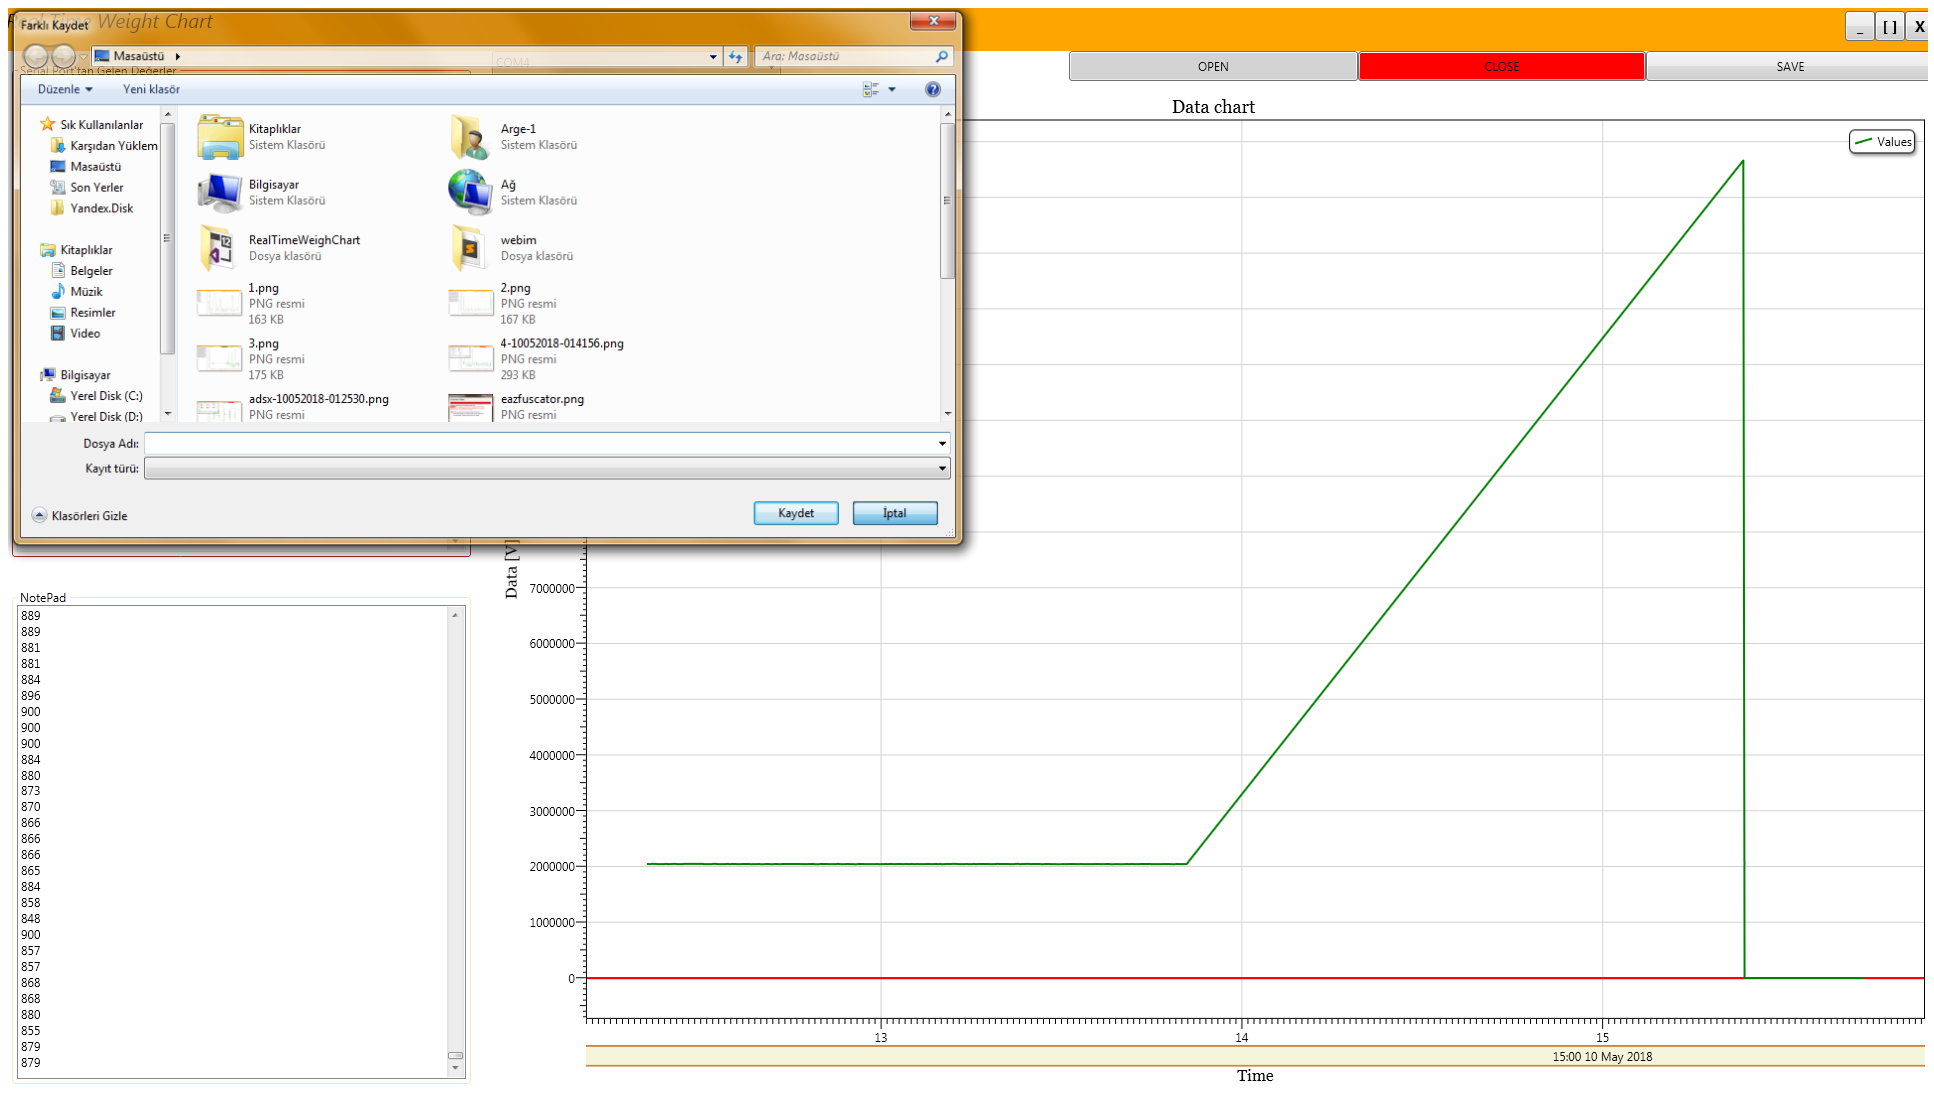 Real Time Weight Chart
Farklı Kaydet
_ [ ] X
Masaüstü
Ara: Masaüstü
COM4
Serial Port'tan Gelen Değerler
OPEN CLOSE SAVE
Düzenle Yeni klasör
Sık Kullanılanlar
Karşıdan Yüklem
Masaüstü
Son Yerler
Yandex.Disk
Kitaplıklar
Belgeler
Müzik
Resimler
Video
Bilgisayar
Yerel Disk (C:)
Yerel Disk (D:)
Kitaplıklar
Sistem Klasörü
Arge-1
Sistem Klasörü
Bilgisayar
Sistem Klasörü
Ağ
Sistem Klasörü
RealTimeWeighChart
Dosya klasörü
webim
Dosya klasörü
1.png
PNG resmi
163 KB
2.png
PNG resmi
167 KB
3.png
PNG resmi
175 KB
4-10052018-014156.png
PNG resmi
293 KB
adsx-10052018-012530.png
PNG resmi
eazfuscator.png
PNG resmi
Dosya Adı:
Kayıt türü:
Klasörleri Gizle
Kaydet İptal
NotePad
889
889
881
881
884
896
900
900
900
884
880
873
870
866
866
866
865
884
858
848
900
857
857
868
868
880
855
879
879
Data chart
Values
Data [V]
7000000
6000000
5000000
4000000
3000000
2000000
1000000
0
13 14 15
15:00 10 May 2018
Time